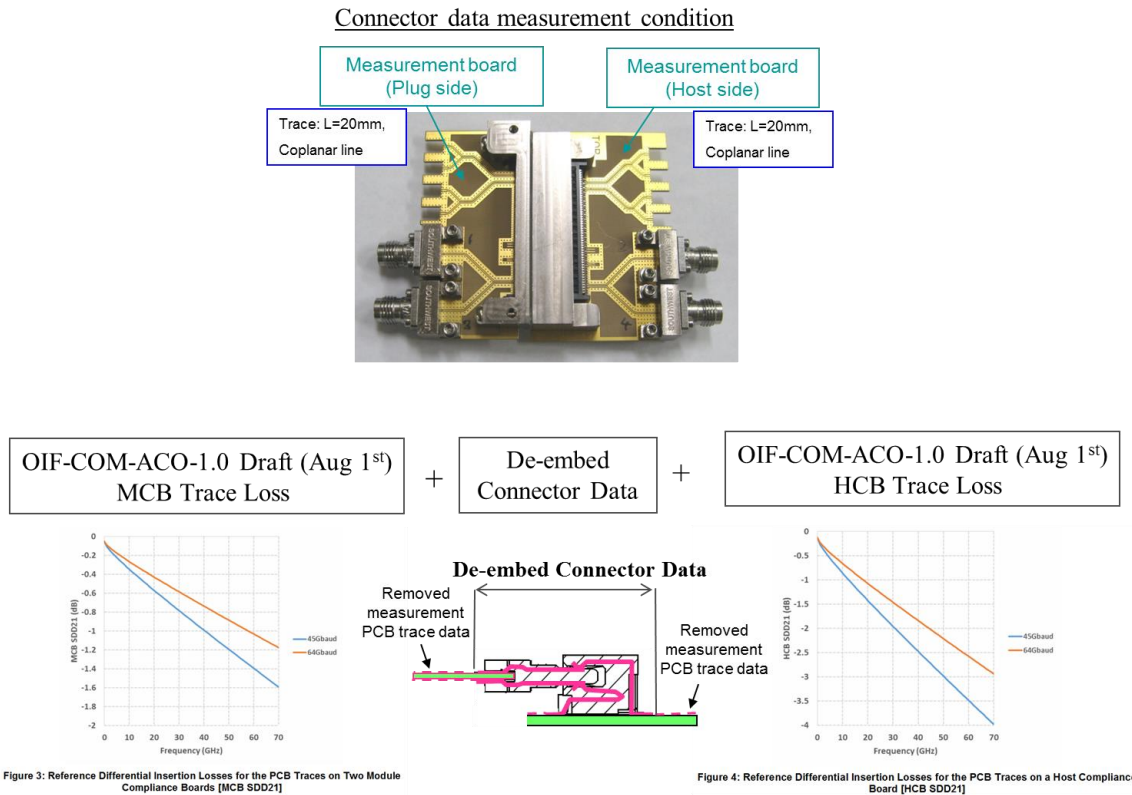 Connector data measurement condition
Measurement board
(Plug side)
Measurement board
(Host side)
Trace: L=20mm,
Coplanar line
Trace: L=20mm,
Coplanar line
TOP
SOUTHWEST
SOUTHWEST
SOUTHWEST
OIF-COM-ACO-1.0 Draft (Aug 1st)
MCB Trace Loss
+
De-embed
Connector Data
+
OIF-COM-ACO-1.0 Draft (Aug 1st)
HCB Trace Loss
MCB SDD21 (dB)
0
-0.2
-0.4
-0.6
-0.8
-1
-1.2
-1.4
-1.6
-1.8
-2
0 10 20 30 40 50 60 70
Frequency (GHz)
45Gbaud
64Gbaud
Figure 3: Reference Differential Insertion Losses for the PCB Traces on Two Module
Compliance Boards [MCB SDD21]
De-embed Connector Data
Removed
measurement
PCB trace data
Removed
measurement
PCB trace data
HCB SDD21 (dB)
0
-0.5
-1
-1.5
-2
-2.5
-3
-3.5
-4
0 10 20 30 40 50 60 70
Frequency (GHz)
45Gbaud
64Gbaud
Figure 4: Reference Differential Insertion Losses for the PCB Traces on a Host Compliance
Board [HCB SDD21]